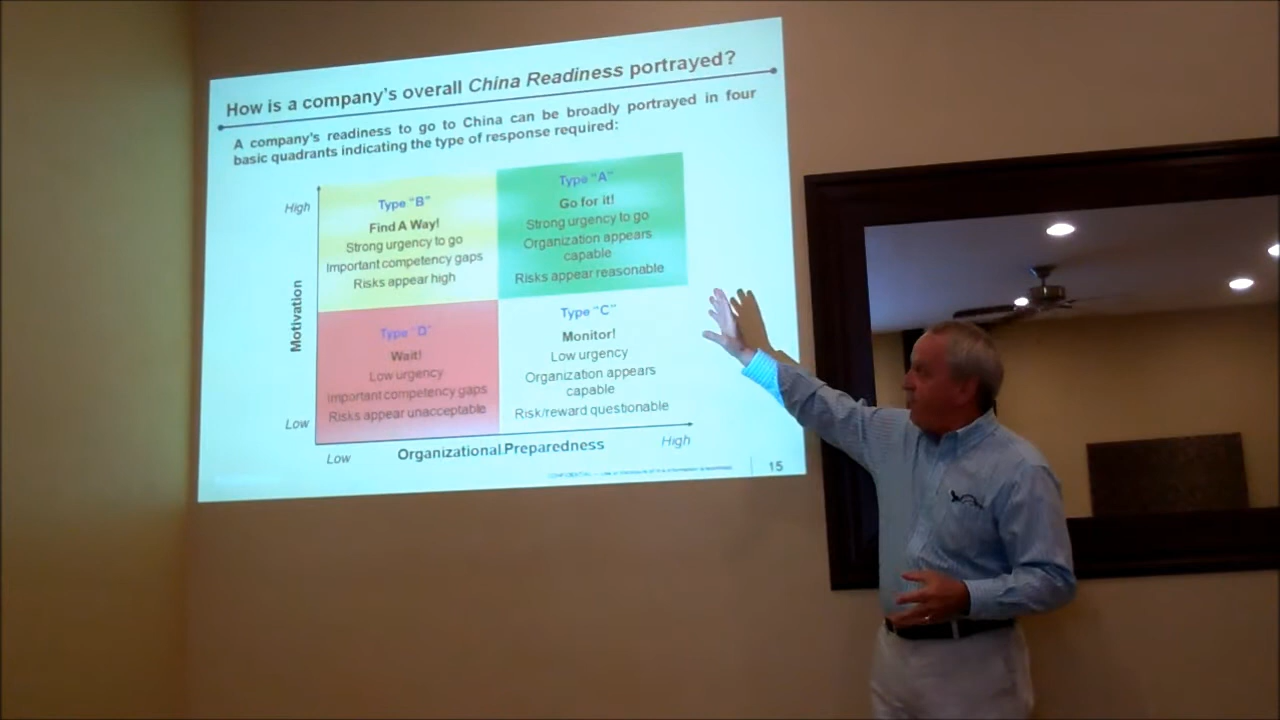 How is a company's overall China Readiness portrayed?
A company's readiness to go to China can be broadly portrayed in four
basic quadrants indicating the type of response required:
High
Motivation
Low
Type "B"
Find A Way!
Strong urgency to go
Important competency gaps
Risks appear high
Type "A"
Go for it!
Strong urgency to go
Organization appears
capable
Risks appear reasonable
Type "D"
Wait!
Low urgency
Important competency gaps
Risks appear unacceptable
Type "C"
Monitor!
Low urgency
Organization appears
capable
Risk/reward questionable
Low
Organizational Preparedness
High
CONFIDENTIAL
15